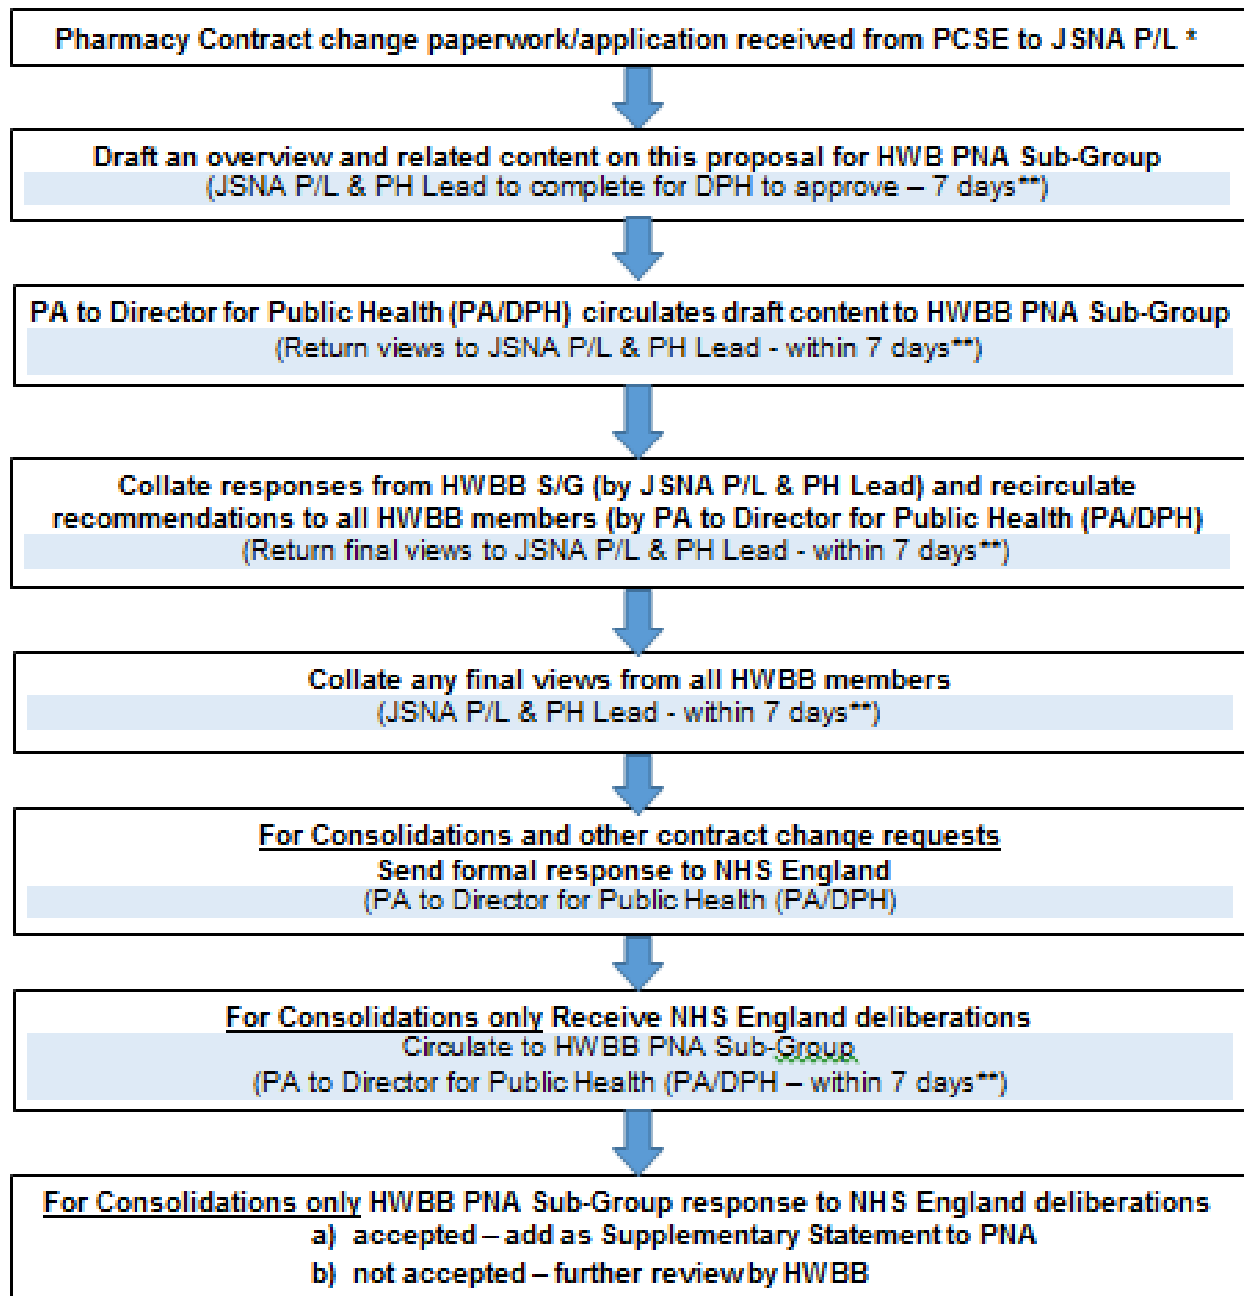 Pharmacy Contract change paperwork/application received from PCSE to JSNA P/L *
Draft an overview and related content on this proposal for HWB PNA Sub-Group
(JSNA P/L & PH Lead to complete for DPH to approve – 7 days**)
PA to Director for Public Health (PA/DPH) circulates draft content to HWBB PNA Sub-Group
(Return views to JSNA P/L & PH Lead - within 7 days**)
Collate responses from HWBB S/G (by JSNA P/L & PH Lead) and recirculate
recommendations to all HWBB members (by PA to Director for Public Health (PA/DPH)
(Return final views to JSNA P/L & PH Lead - within 7 days**)
Collate any final views from all HWBB members
(JSNA P/L & PH Lead - within 7 days**)
For Consolidations and other contract change requests
Send formal response to NHS England
(PA to Director for Public Health (PA/DPH)
For Consolidations only Receive NHS England deliberations
Circulate to HWBB PNA Sub-Group
(PA to Director for Public Health (PA/DPH – within 7 days**)
For Consolidations only HWBB PNA Sub-Group response to NHS England deliberations
a) accepted – add as Supplementary Statement to PNA
b) not accepted – further review by HWBB